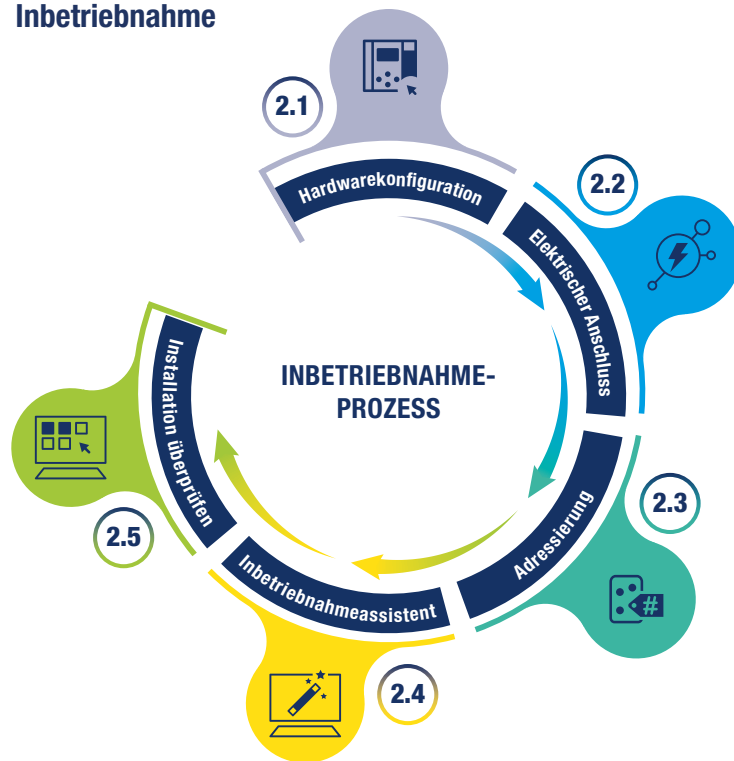 Inbetriebnahme
2.1
Hardwarekonfiguration
2.2
Elektrischer Anschluss
INBETRIEBNAHME-
PROZESS
2.3
Adressierung
#
2.4
Inbetriebnahmeassistent
2.5
Installation überprüfen